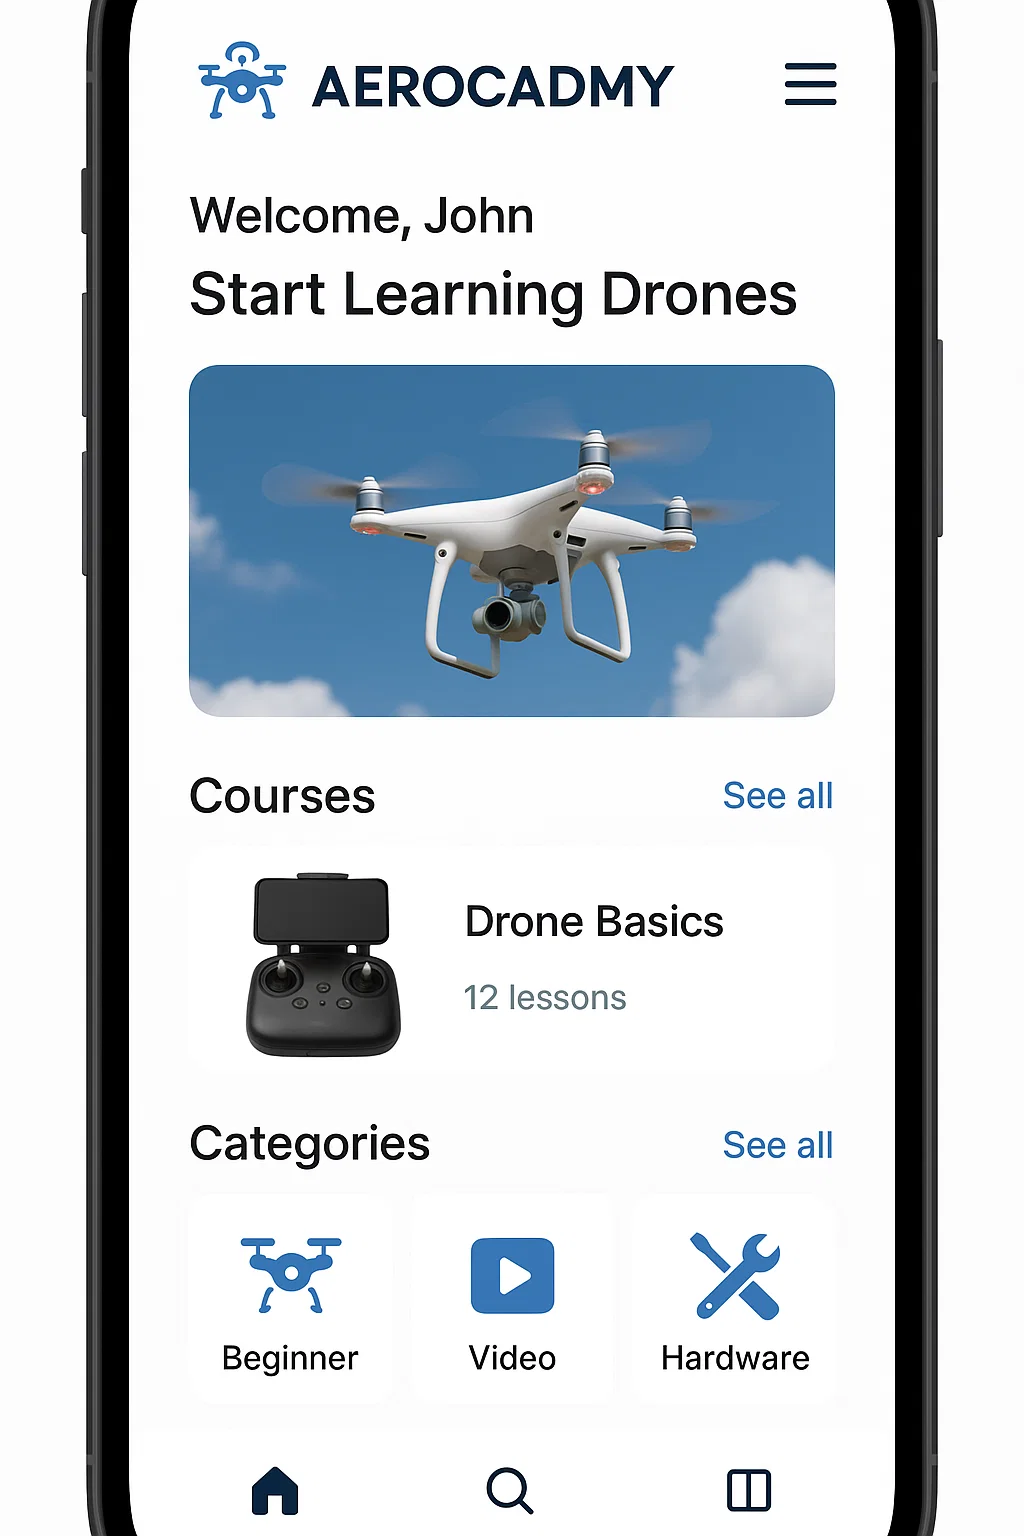 AEROCADMY
Welcome, John
Start Learning Drones
Courses
See all
Drone Basics
12 lessons
Categories
See all
Beginner
Video
Hardware